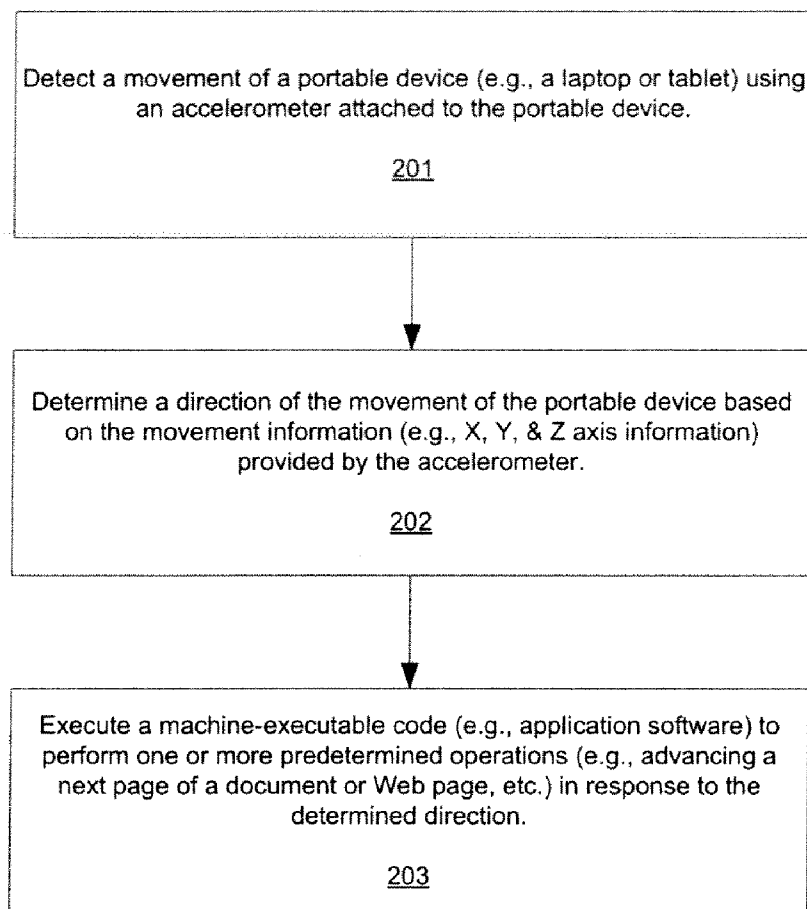 Detect a movement of a portable device (e.g., a laptop or tablet) using
an accelerometer attached to the portable device.
201
Determine a direction of the movement of the portable device based
on the movement information (e.g., X, Y, & Z axis information)
provided by the accelerometer.
202
Execute a machine-executable code (e.g., application software) to
perform one or more predetermined operations (e.g., advancing a
next page of a document or Web page, etc.) in response to the
determined direction.
203